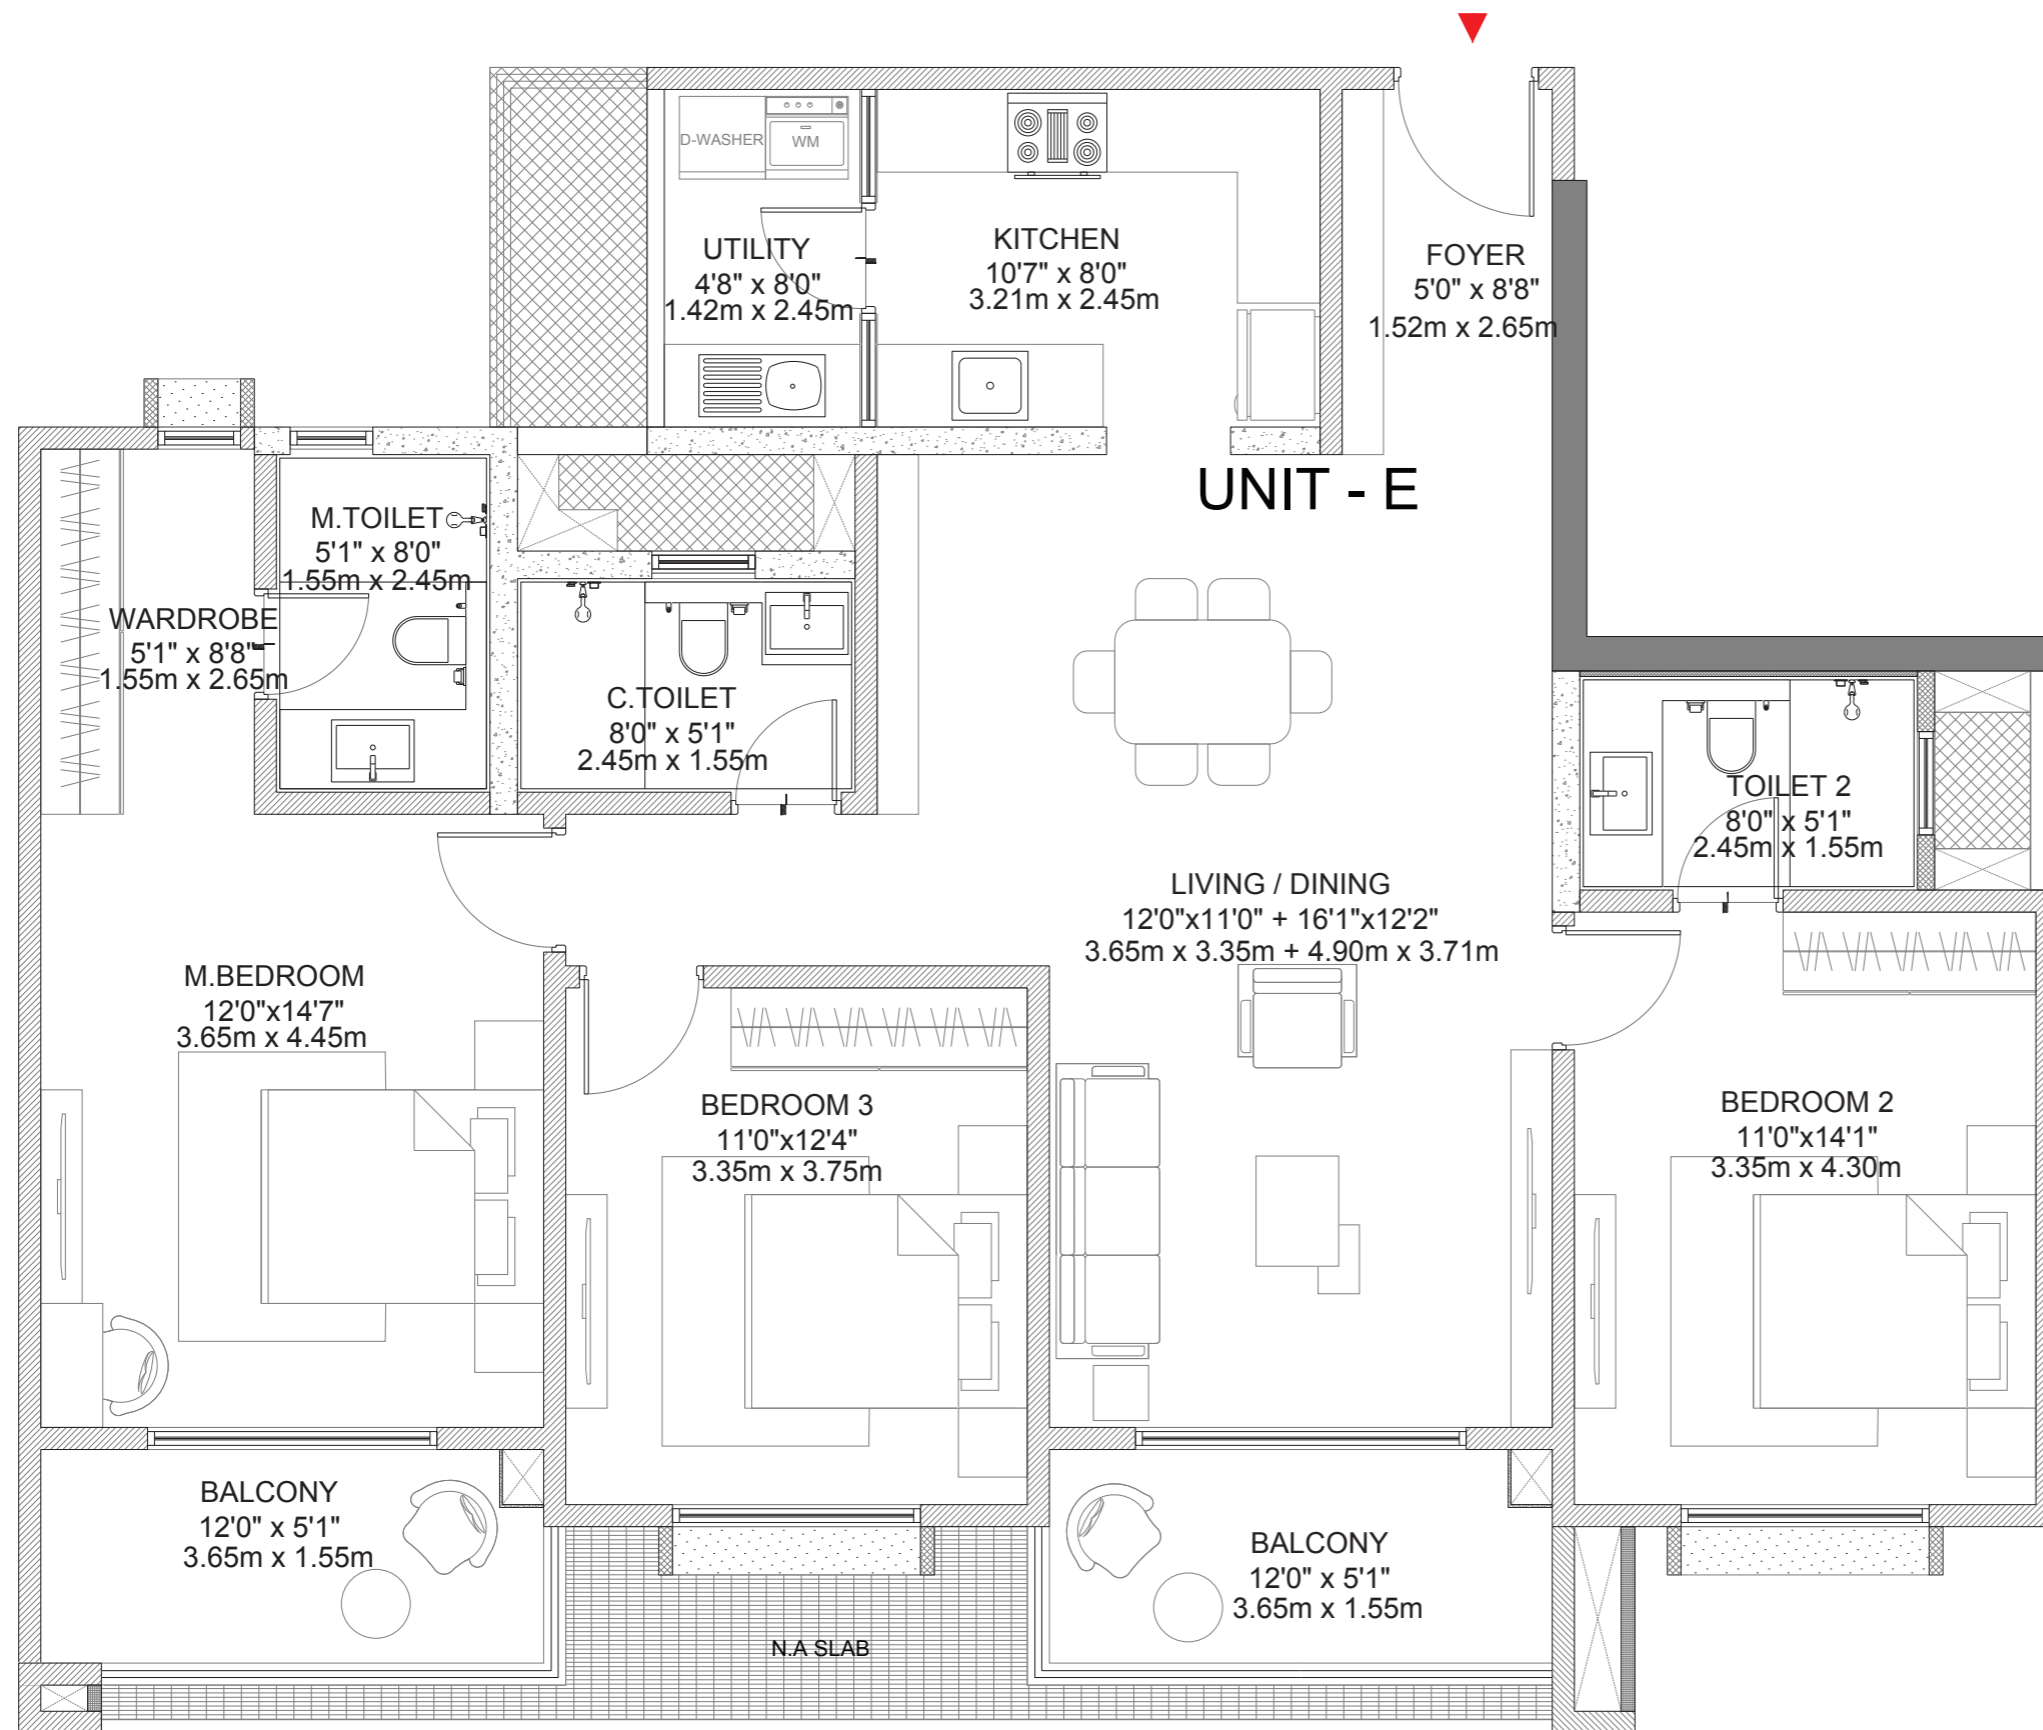 D-WASHER
WM
UTILITY
4'8" x 8'0"
1.42m x 2.45m
KITCHEN
10'7" x 8'0"
3.21m x 2.45m
FOYER
5'0" x 8'8"
1.52m x 2.65m
UNIT - E
M.TOILET
5'1" x 8'0"
1.55m x 2.45m
WARDROBE
5'1" x 8'8"
1.55m x 2.65m
C.TOILET
8'0" x 5'1"
2.45m x 1.55m
TOILET 2
8'0" x 5'1"
2.45m x 1.55m
LIVING / DINING
12'0"x11'0" + 16'1"x12'2"
3.65m x 3.35m + 4.90m x 3.71m
M.BEDROOM
12'0"x14'7"
3.65m x 4.45m
BEDROOM 3
11'0"x12'4"
3.35m x 3.75m
BEDROOM 2
11'0"x14'1"
3.35m x 4.30m
BALCONY
12'0" x 5'1"
3.65m x 1.55m
BALCONY
12'0" x 5'1"
3.65m x 1.55m
N.A SLAB